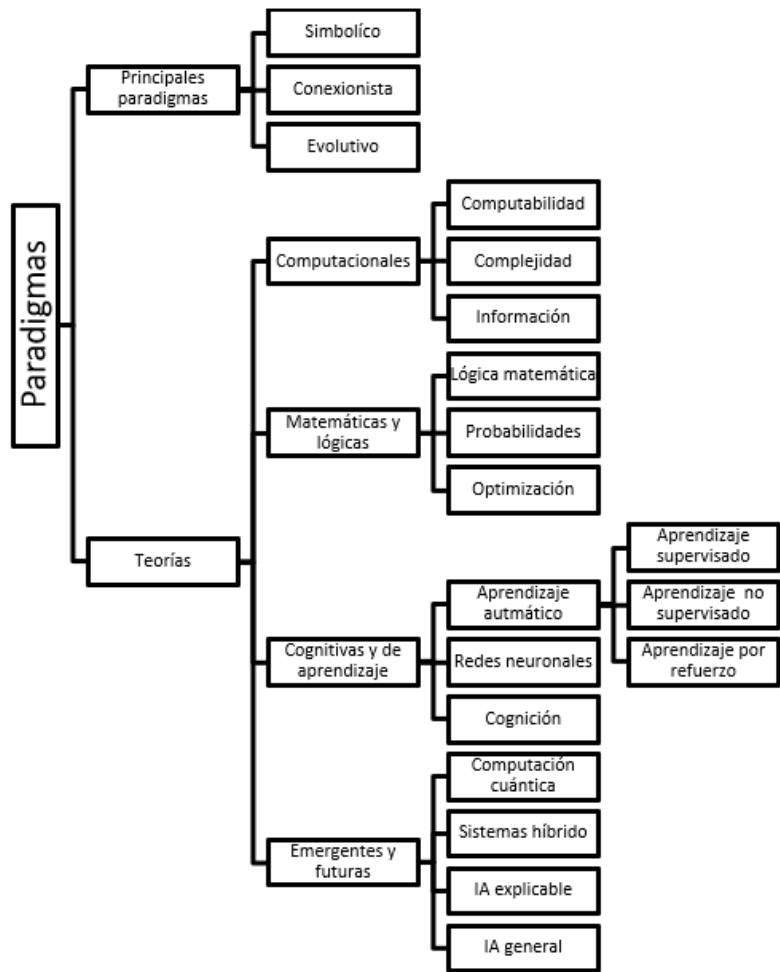 Paradigmas
Principales
paradigmas
Simbolíco
Conexionista
Evolutivo
Teorías
Computacionales
Computabilidad
Complejidad
Información
Matemáticas y
lógicas
Lógica matemática
Probabilidades
Optimización
Cognitivas y de
aprendizaje
Aprendizaje
autmático
Aprendizaje
supervisado
Aprendizaje no
supervisado
Aprendizaje por
refuerzo
Redes neuronales
Cognición
Emergentes y
futuras
Computación
cuántica
Sistemas híbrido
IA explicable
IA general